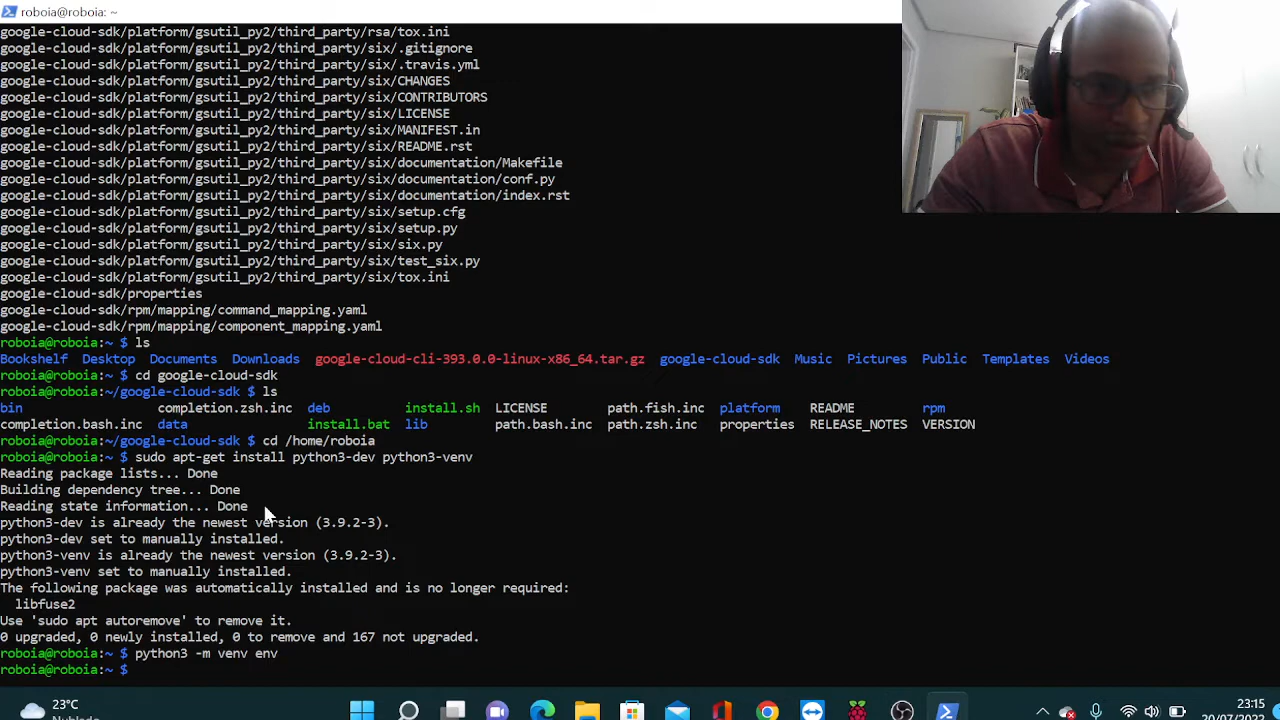 roboia@roboia: ~
google-cloud-sdk/platform/gsutil_py2/third_party/rsa/tox.ini
google-cloud-sdk/platform/gsutil_py2/third_party/six/.gitignore
google-cloud-sdk/platform/gsutil_py2/third_party/six/.travis.yml
google-cloud-sdk/platform/gsutil_py2/third_party/six/CHANGES
google-cloud-sdk/platform/gsutil_py2/third_party/six/CONTRIBUTORS
google-cloud-sdk/platform/gsutil_py2/third_party/six/LICENSE
google-cloud-sdk/platform/gsutil_py2/third_party/six/MANIFEST.in
google-cloud-sdk/platform/gsutil_py2/third_party/six/README.rst
google-cloud-sdk/platform/gsutil_py2/third_party/six/documentation/Makefile
google-cloud-sdk/platform/gsutil_py2/third_party/six/documentation/conf.py
google-cloud-sdk/platform/gsutil_py2/third_party/six/documentation/index.rst
google-cloud-sdk/platform/gsutil_py2/third_party/six/setup.cfg
google-cloud-sdk/platform/gsutil_py2/third_party/six/setup.py
google-cloud-sdk/platform/gsutil_py2/third_party/six/six.py
google-cloud-sdk/platform/gsutil_py2/third_party/six/test_six.py
google-cloud-sdk/platform/gsutil_py2/third_party/six/tox.ini
google-cloud-sdk/properties
google-cloud-sdk/rpm/mapping/command_mapping.yaml
google-cloud-sdk/rpm/mapping/component_mapping.yaml
roboia@roboia:~ $ ls
Bookshelf Desktop Documents Downloads google-cloud-cli-393.0.0-linux-x86_64.tar.gz google-cloud-sdk Music Pictures Public Templates Videos
roboia@roboia:~ $ cd google-cloud-sdk
roboia@roboia:~/google-cloud-sdk $ ls
bin completion.zsh.inc deb install.sh LICENSE path.fish.inc platform README rpm
completion.bash.inc data install.bat lib path.bash.inc path.zsh.inc properties RELEASE_NOTES VERSION
roboia@roboia:~/google-cloud-sdk $ cd /home/roboia
roboia@roboia:~ $ sudo apt-get install python3-dev python3-venv
Reading package lists... Done
Building dependency tree... Done
Reading state information... Done
python3-dev is already the newest version (3.9.2-3).
python3-dev set to manually installed.
python3-venv is already the newest version (3.9.2-3).
python3-venv set to manually installed.
The following package was automatically installed and is no longer required:
libfuse2
Use 'sudo apt autoremove' to remove it.
0 upgraded, 0 newly installed, 0 to remove and 167 not upgraded.
roboia@roboia:~ $ python3 -m venv env
roboia@roboia:~ $
23°C
23:15